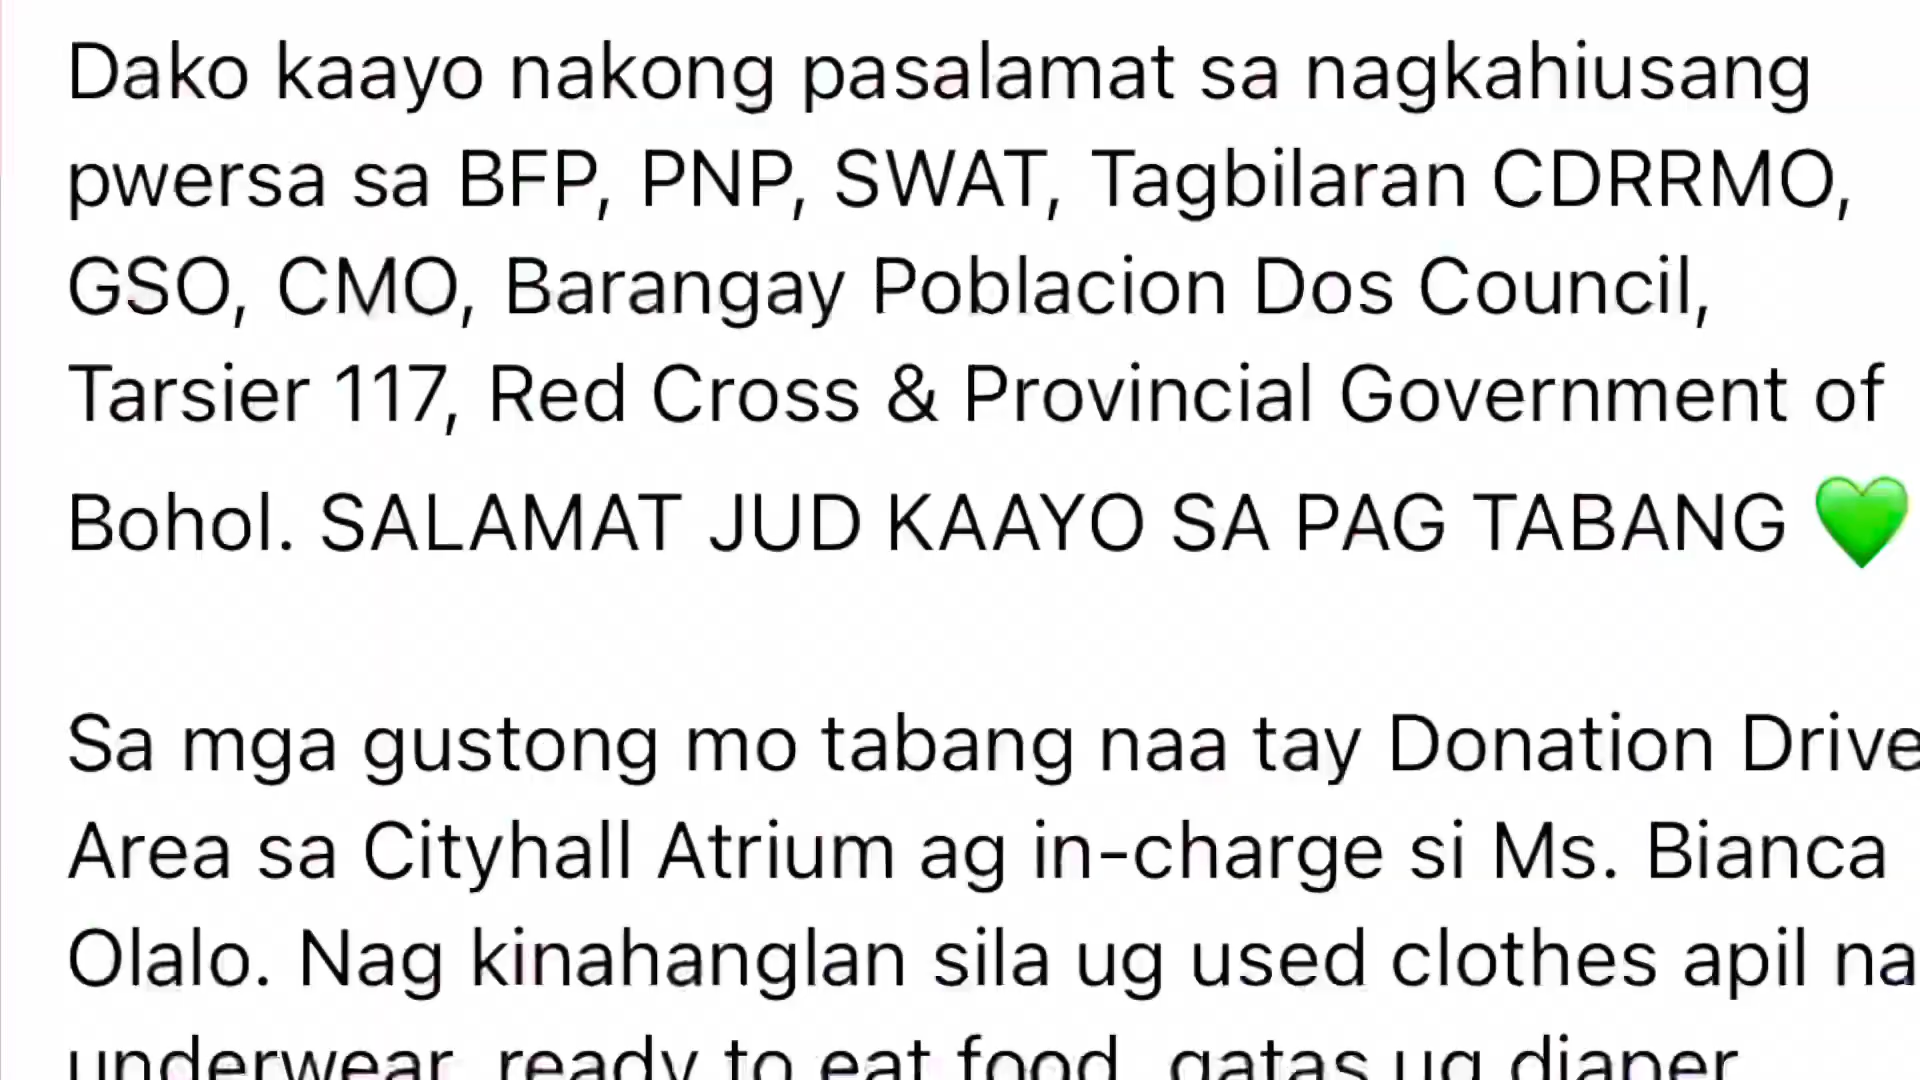 Dako kaayo nakong pasalamat sa nagkahiusang
pwersa sa BFP, PNP, SWAT, Tagbilaran CDRRMO,
GSO, CMO, Barangay Poblacion Dos Council,
Tarsier 117, Red Cross & Provincial Government of
Bohol. SALAMAT JUD KAAYO SA PAG TABANG 💚
Sa mga gustong mo tabang naa tay Donation Drive
Area sa Cityhall Atrium ag in-charge si Ms. Bianca
Olalo. Nag kinahanglan sila ug used clothes apil na
underwear, ready to eat food, gatas ug diaper